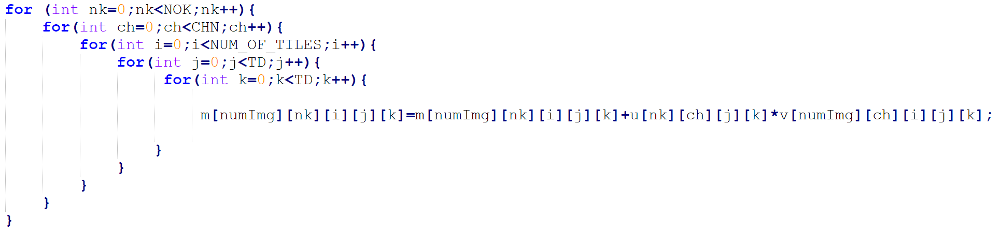 for (int nk=0;nk<NOK;nk++){
for(int ch=0;ch<CHN;ch++){
for(int i=0;i<NUM_OF_TILES;i++){
for(int j=0;j<TD;j++){
for(int k=0;k<TD;k++){
m[numImg][nk][i][j][k]=m[numImg][nk][i][j][k]+u[nk][ch][j][k]*v[numImg][ch][i][j][k];
}
}
}
}
}